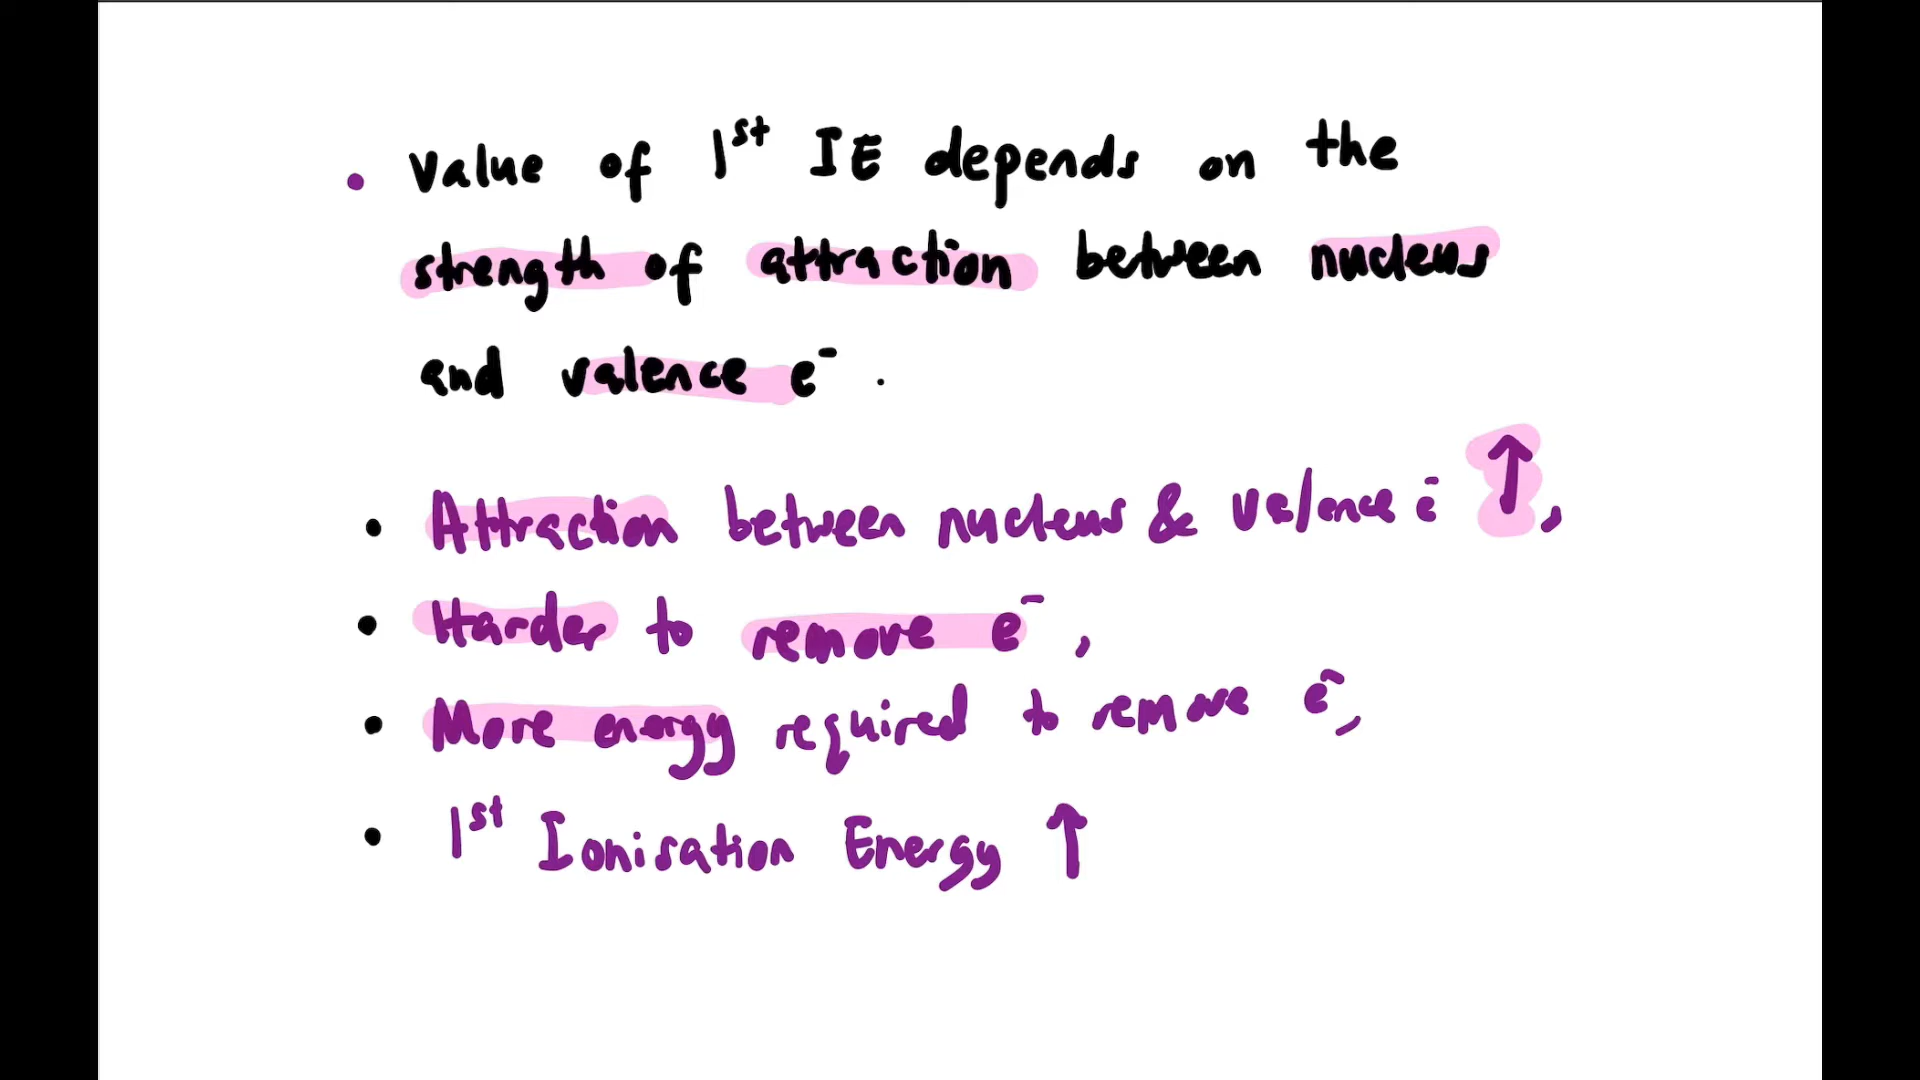 • Value of 1st IE depends on the
strength of attraction between nucleus
and valence e⁻ .
• Attraction between nucleus & valence e⁻ ↑,
• Harder to remove e⁻,
• More energy required to remove e⁻,
• 1st Ionisation Energy ↑